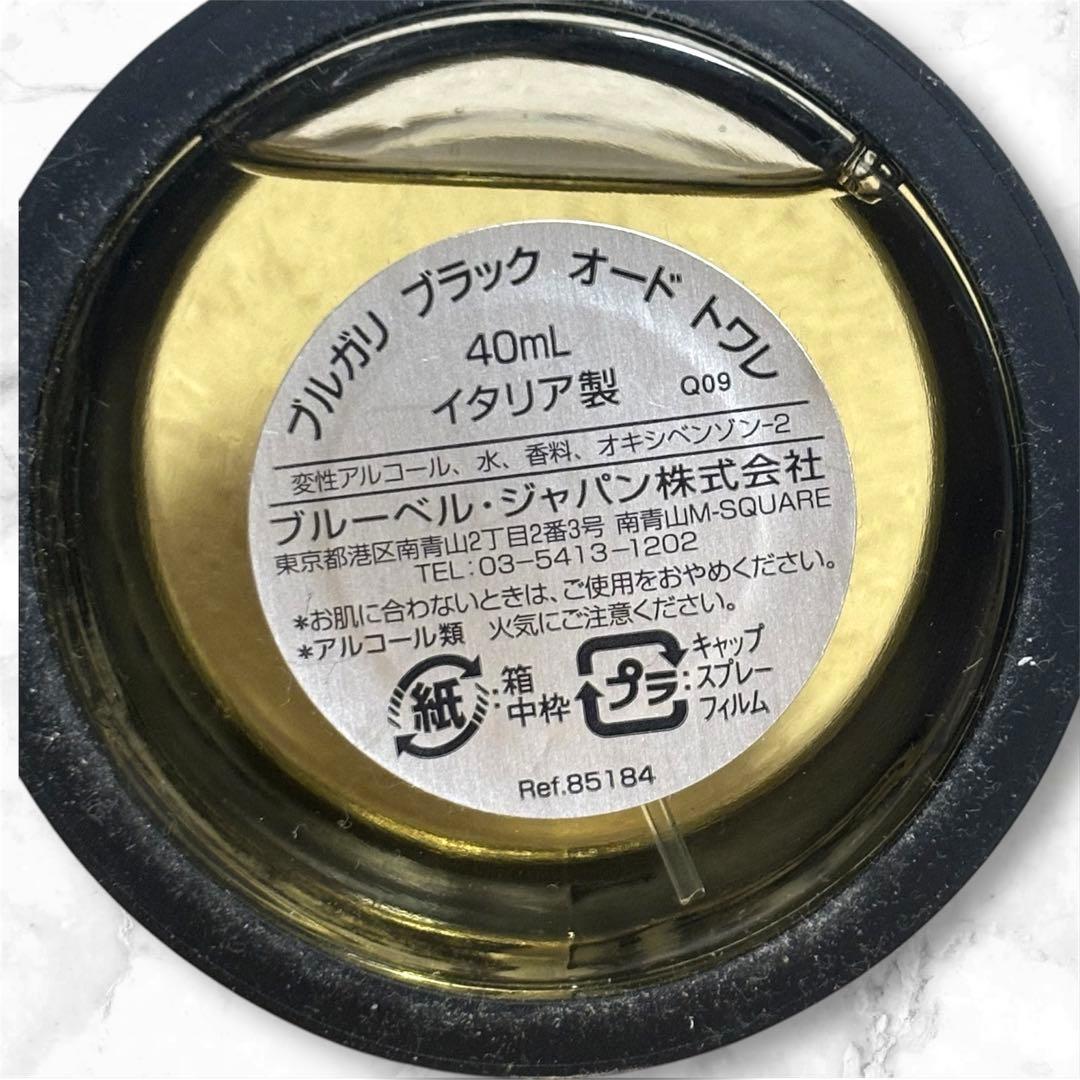 ブルガリ ブラック オード トワレ
40mL
イタリア製 Q09
変性アルコール、水、香料、オキシベンゾン-2
ブルーベル・ジャパン株式会社
東京都港区南青山2丁目2番3号 南青山M-SQUARE
TEL:03-5413-1202
*お肌に合わないときは、ご使用をおやめください。
*アルコール類 火気にご注意ください。
紙:箱
中枠
プラ:キャップ
スプレー
フィルム
Ref.85184